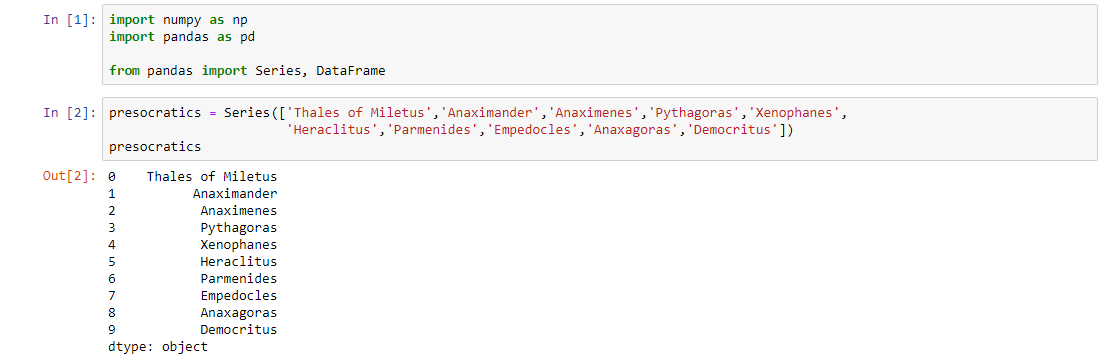 In [1]: import numpy as np
import pandas as pd
from pandas import Series, DataFrame
In [2]: presocratics = Series(['Thales of Miletus','Anaximander','Anaximenes','Pythagoras','Xenophanes',
'Heraclitus','Parmenides','Empedocles','Anaxagoras','Democritus'])
presocratics
Out[2]: 0    Thales of Miletus
1          Anaximander
2           Anaximenes
3           Pythagoras
4           Xenophanes
5           Heraclitus
6           Parmenides
7           Empedocles
8           Anaxagoras
9           Democritus
dtype: object